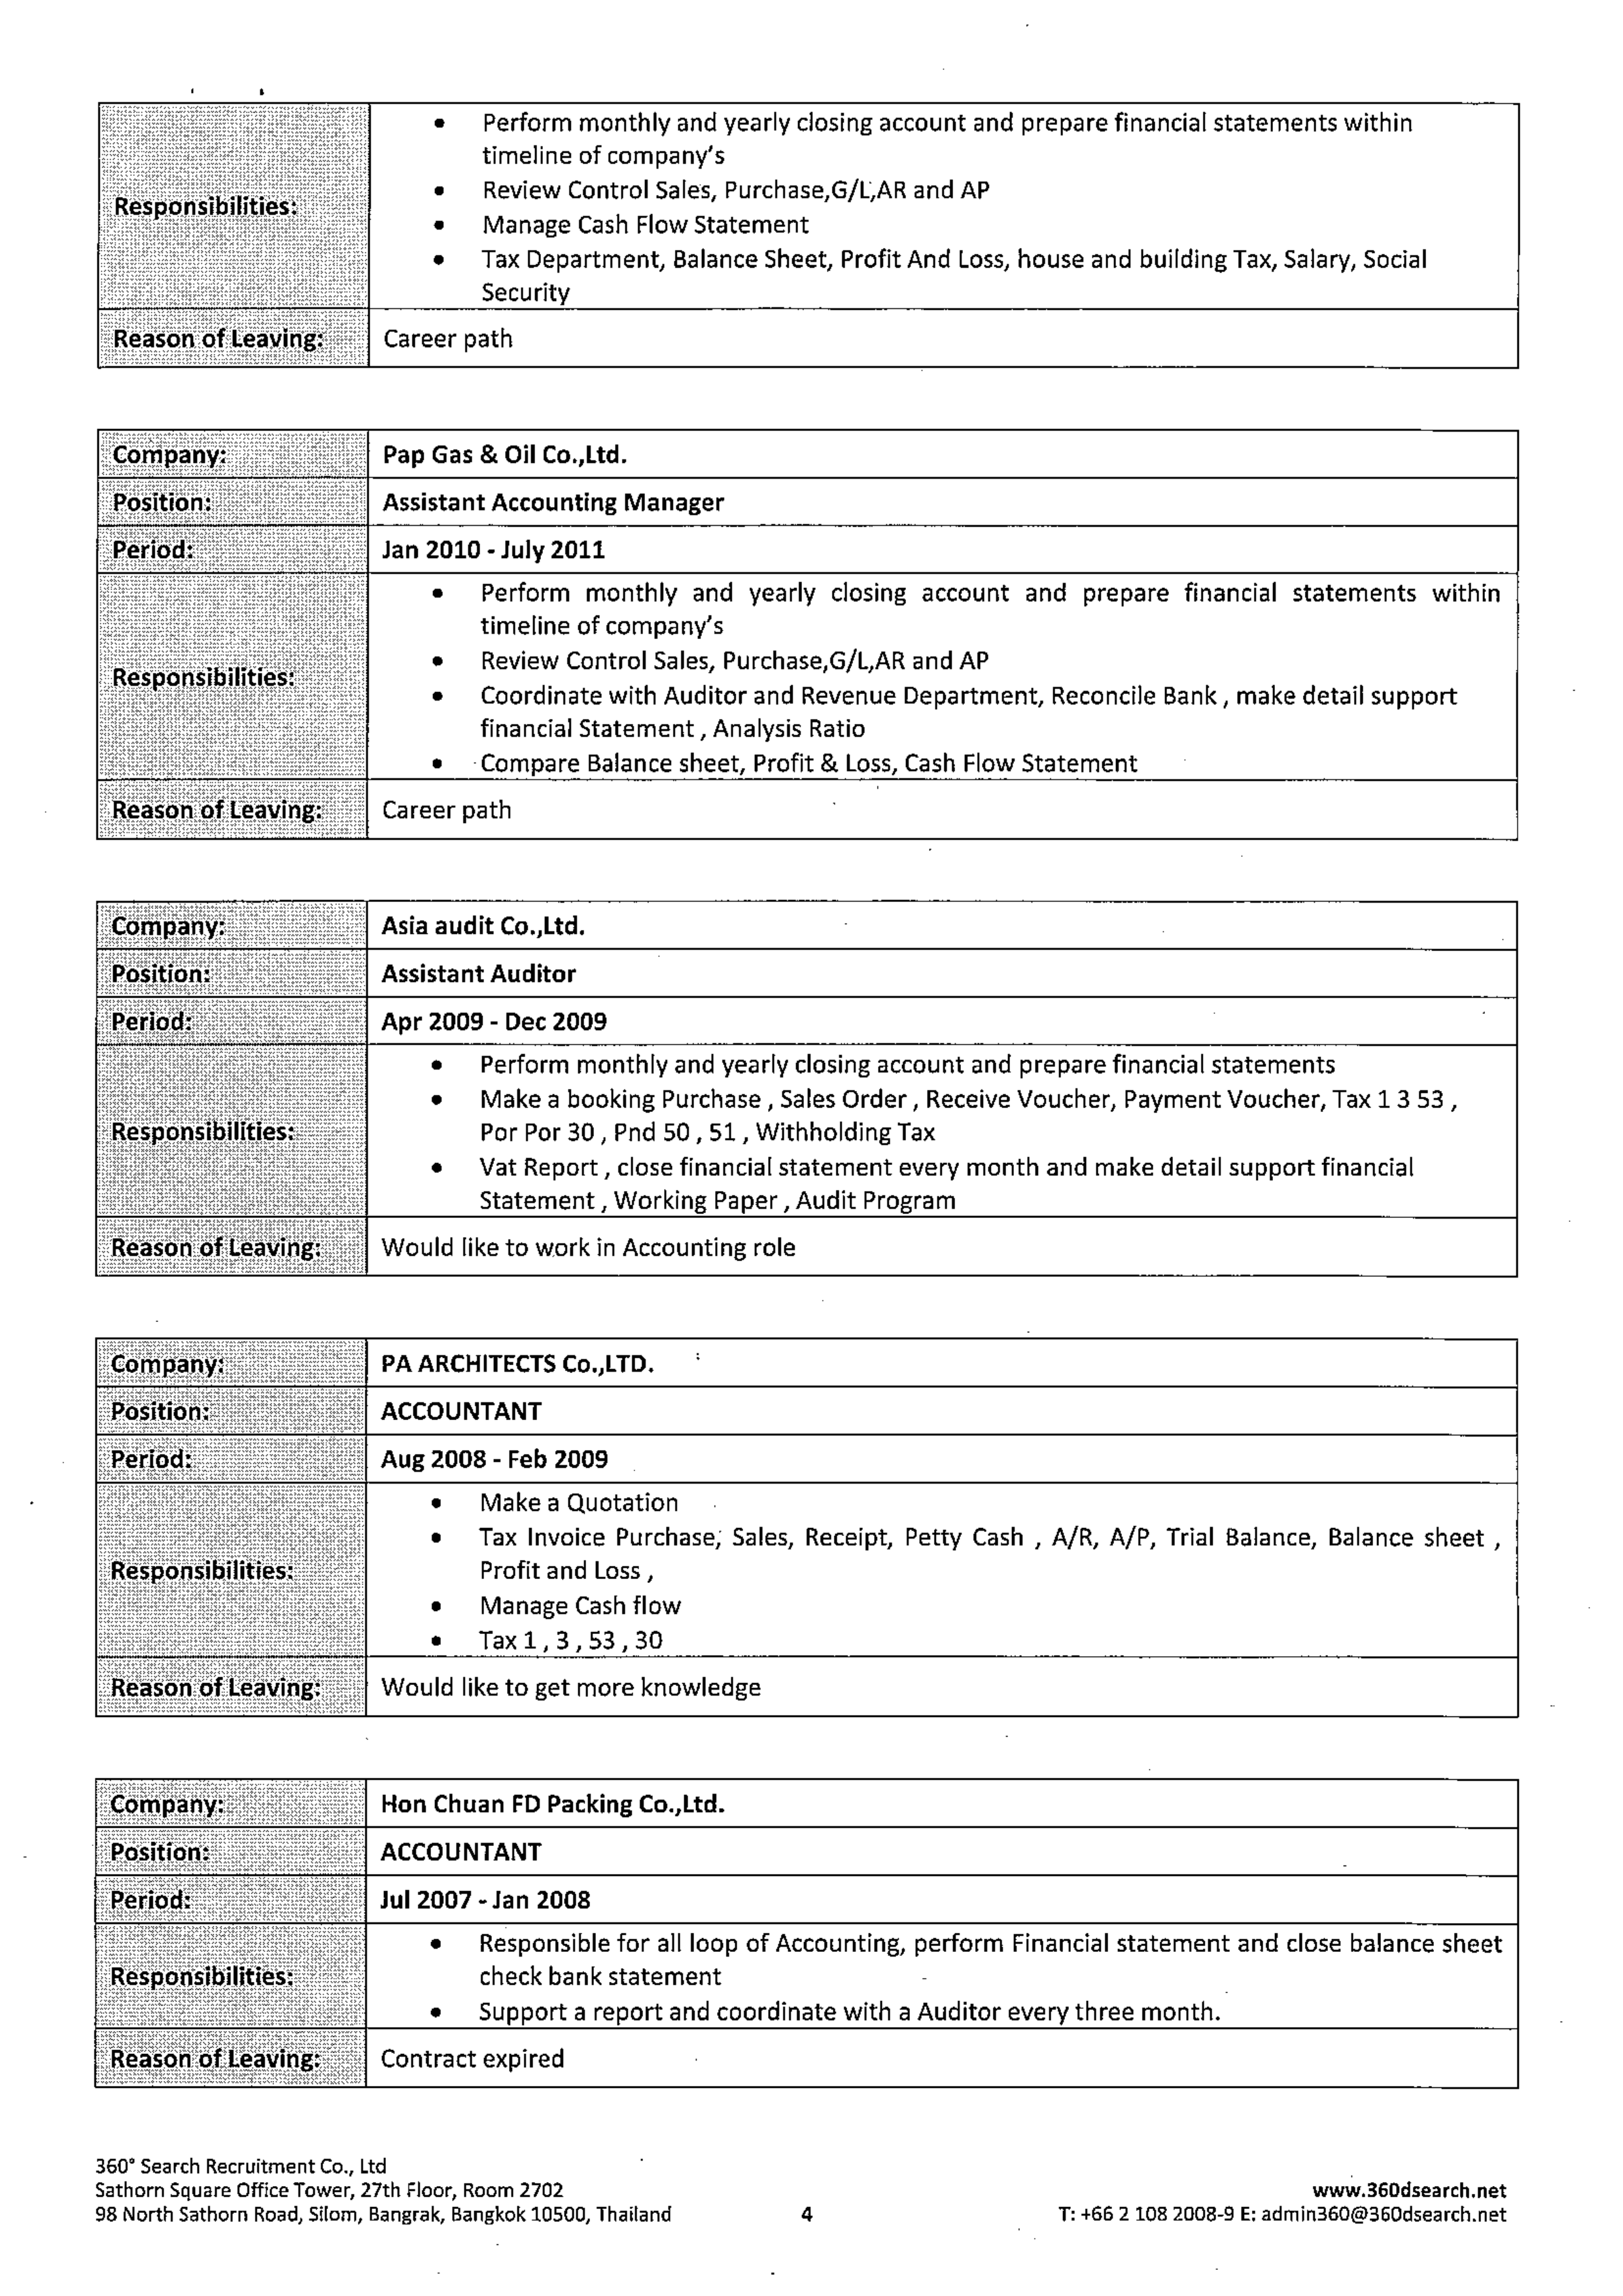 Responsibilities:
• Perform monthly and yearly closing account and prepare financial statements within
timeline of company's
• Review Control Sales, Purchase,G/L,AR and AP
• Manage Cash Flow Statement
• Tax Department, Balance Sheet, Profit And Loss, house and building Tax, Salary, Social
Security
Reason of Leaving: Career path
Company: Pap Gas & Oil Co.,Ltd.
Position: Assistant Accounting Manager
Period: Jan 2010 - July 2011
Responsibilities:
• Perform monthly and yearly closing account and prepare financial statements within
timeline of company's
• Review Control Sales, Purchase,G/L,AR and AP
• Coordinate with Auditor and Revenue Department, Reconcile Bank , make detail support
financial Statement , Analysis Ratio
• Compare Balance sheet, Profit & Loss, Cash Flow Statement
Reason of Leaving: Career path
Company: Asia audit Co.,Ltd.
Position: Assistant Auditor
Period: Apr 2009 - Dec 2009
Responsibilities:
• Perform monthly and yearly closing account and prepare financial statements
• Make a booking Purchase , Sales Order , Receive Voucher, Payment Voucher, Tax 1 3 53 ,
Por Por 30 , Pnd 50 , 51 , Withholding Tax
• Vat Report , close financial statement every month and make detail support financial
Statement , Working Paper , Audit Program
Reason of Leaving: Would like to work in Accounting role
Company: PA ARCHITECTS Co.,LTD.
Position: ACCOUNTANT
Period: Aug 2008 - Feb 2009
Responsibilities:
• Make a Quotation
• Tax Invoice Purchase, Sales, Receipt, Petty Cash , A/R, A/P, Trial Balance, Balance sheet ,
Profit and Loss ,
• Manage Cash flow
• Tax 1 , 3 , 53 , 30
Reason of Leaving: Would like to get more knowledge
Company: Hon Chuan FD Packing Co.,Ltd.
Position: ACCOUNTANT
Period: Jul 2007 - Jan 2008
Responsibilities:
• Responsible for all loop of Accounting, perform Financial statement and close balance sheet
check bank statement
• Support a report and coordinate with a Auditor every three month.
Reason of Leaving: Contract expired
360° Search Recruitment Co., Ltd
Sathorn Square Office Tower, 27th Floor, Room 2702 www.360dsearch.net
98 North Sathorn Road, Silom, Bangrak, Bangkok 10500, Thailand 4 T: +66 2 108 2008-9 E: admin360@360dsearch.net